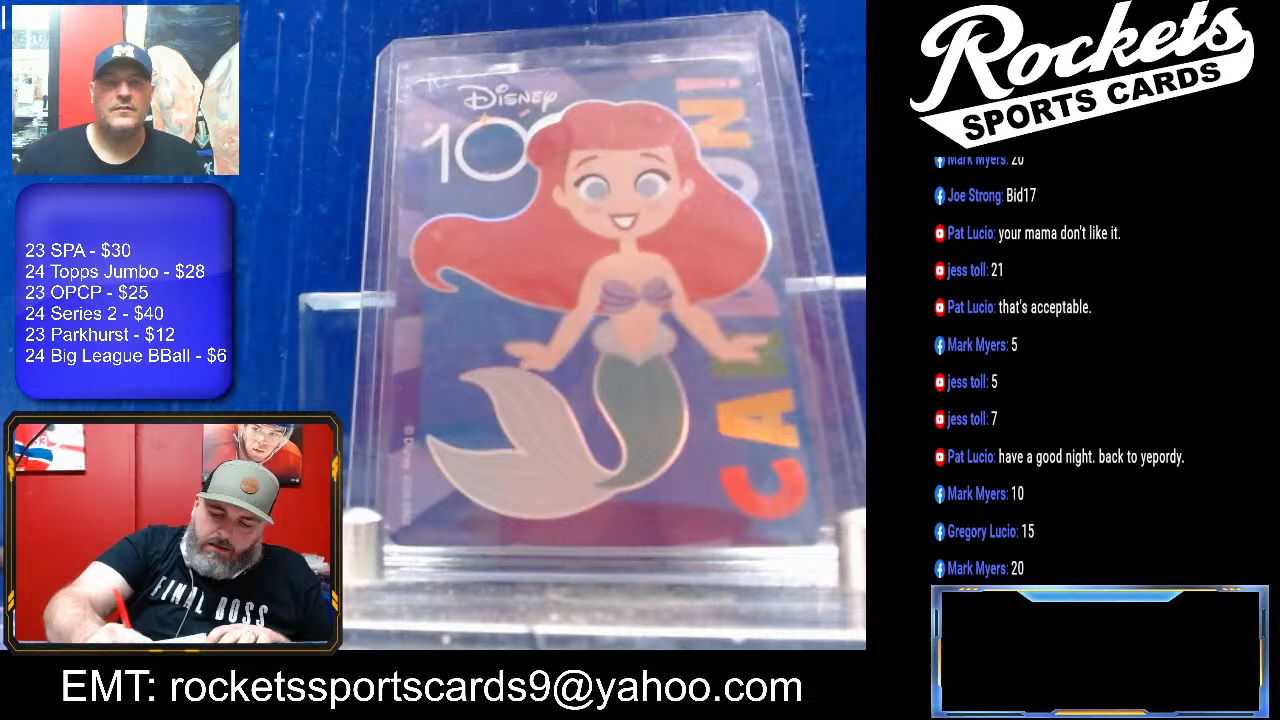 M
23 SPA - $30
24 Topps Jumbo - $28
23 OPCP - $25
24 Series 2 - $40
23 Parkhurst - $12
24 Big League BBall - $6
FINAL BOSS
DISNEY
100
Rockets
SPORTS CARDS
Mark Myers: 20
Joe Strong: Bid17
Pat Lucio: your mama don't like it.
jess toll: 21
Pat Lucio: that's acceptable.
Mark Myers: 5
jess toll: 5
jess toll: 7
Pat Lucio: have a good night. back to yepordy.
Mark Myers: 10
Gregory Lucio: 15
Mark Myers: 20
EMT: rocketssportscards9@yahoo.com